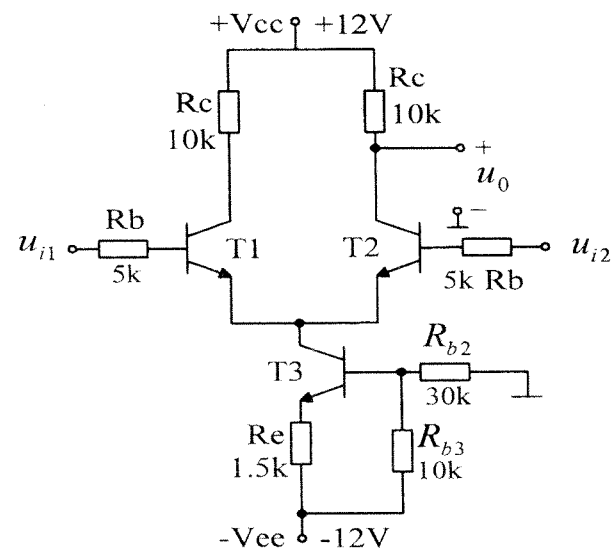 +Vcc +12V
Rc
10k
Rc
10k
+
u0
−
Rb
ui1
5k
T1
T2
5k Rb
ui2
T3
Rb2
30k
Re
1.5k
Rb3
10k
-Vee -12V